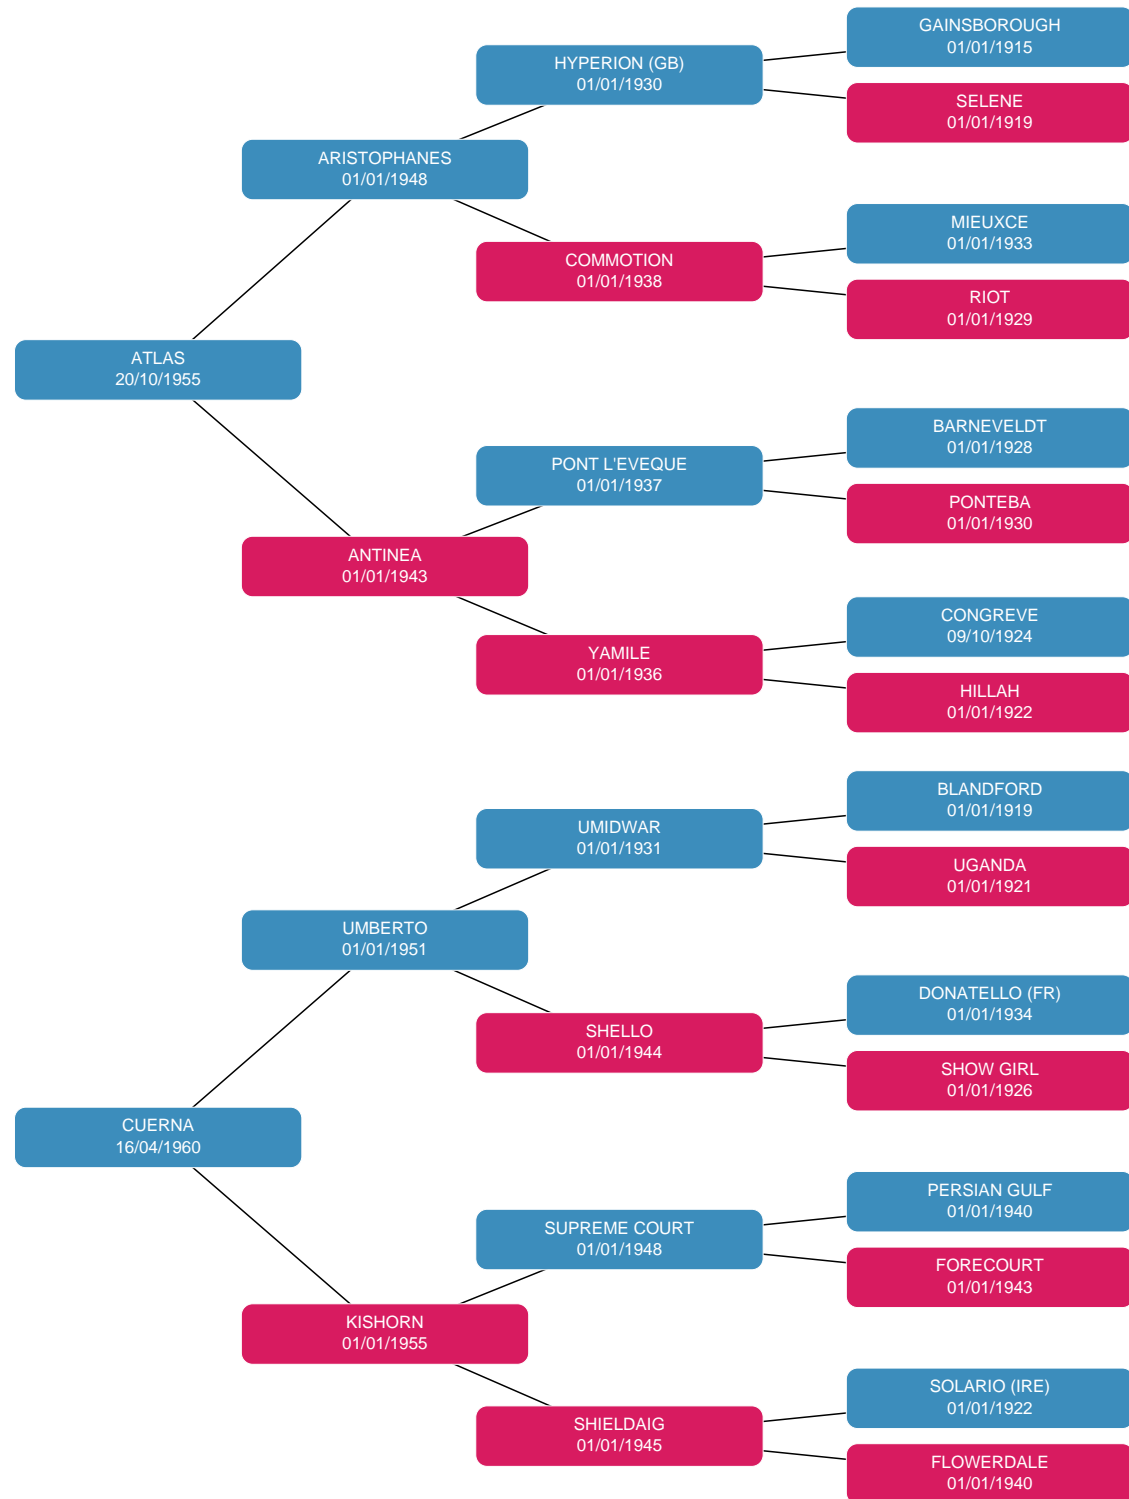 GAINSBOROUGH
01/01/1915
HYPERION (GB)
01/01/1930
SELENE
01/01/1919
ARISTOPHANES
01/01/1948
MIEUXCE
01/01/1933
COMMOTION
01/01/1938
RIOT
01/01/1929
ATLAS
20/10/1955
BARNEVELDT
01/01/1928
PONT L'EVEQUE
01/01/1937
PONTEBA
01/01/1930
ANTINEA
01/01/1943
CONGREVE
09/10/1924
YAMILE
01/01/1936
HILLAH
01/01/1922
BLANDFORD
01/01/1919
UMIDWAR
01/01/1931
UGANDA
01/01/1921
UMBERTO
01/01/1951
DONATELLO (FR)
01/01/1934
SHELLO
01/01/1944
SHOW GIRL
01/01/1926
CUERNA
16/04/1960
PERSIAN GULF
01/01/1940
SUPREME COURT
01/01/1948
FORECOURT
01/01/1943
KISHORN
01/01/1955
SOLARIO (IRE)
01/01/1922
SHIELDAIG
01/01/1945
FLOWERDALE
01/01/1940